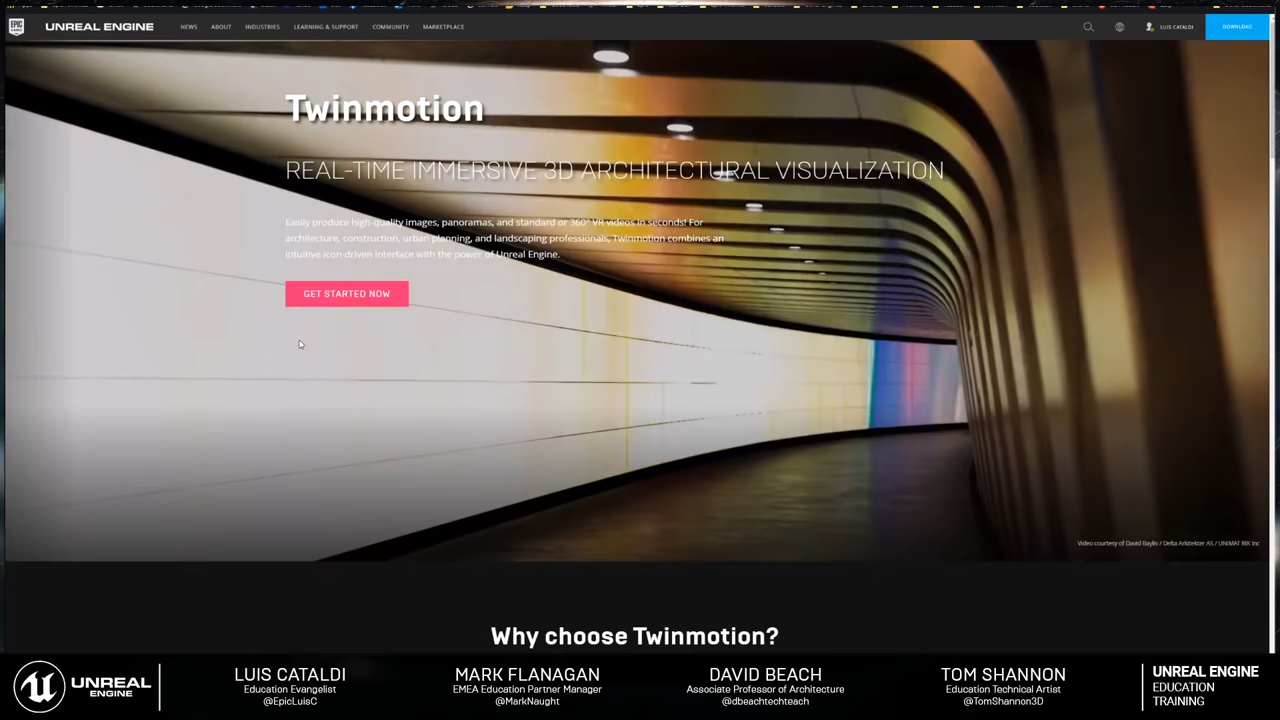 EPIC GAMES
UNREAL ENGINE
NEWS
ABOUT
INDUSTRIES
LEARNING & SUPPORT
COMMUNITY
MARKETPLACE
LUIS CATALDI
DOWNLOAD
Twinmotion
REAL-TIME IMMERSIVE 3D ARCHITECTURAL VISUALIZATION
Easily produce high-quality images, panoramas, and standard or 360° VR videos in seconds! For
architecture, construction, urban planning, and landscaping professionals, Twinmotion combines an
intuitive icon-driven interface with the power of Unreal Engine.
GET STARTED NOW
Video courtesy of David Baylis / Delta Arkitekter AS / UNIMAT RIK Inc
Why choose Twinmotion?
UNREAL
ENGINE
LUIS CATALDI
Education Evangelist
@EpicLuisC
MARK FLANAGAN
EMEA Education Partner Manager
@MarkNaught
DAVID BEACH
Associate Professor of Architecture
@dbeachtechteach
TOM SHANNON
Education Technical Artist
@TomShannon3D
UNREAL ENGINE
EDUCATION
TRAINING